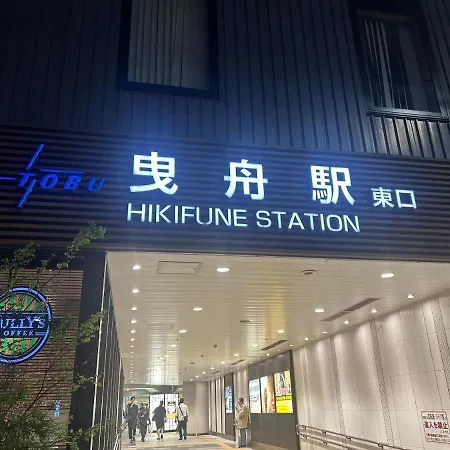 TOBU
曳舟駅 東口
HIKIFUNE STATION
TULLY'S
COFFEE